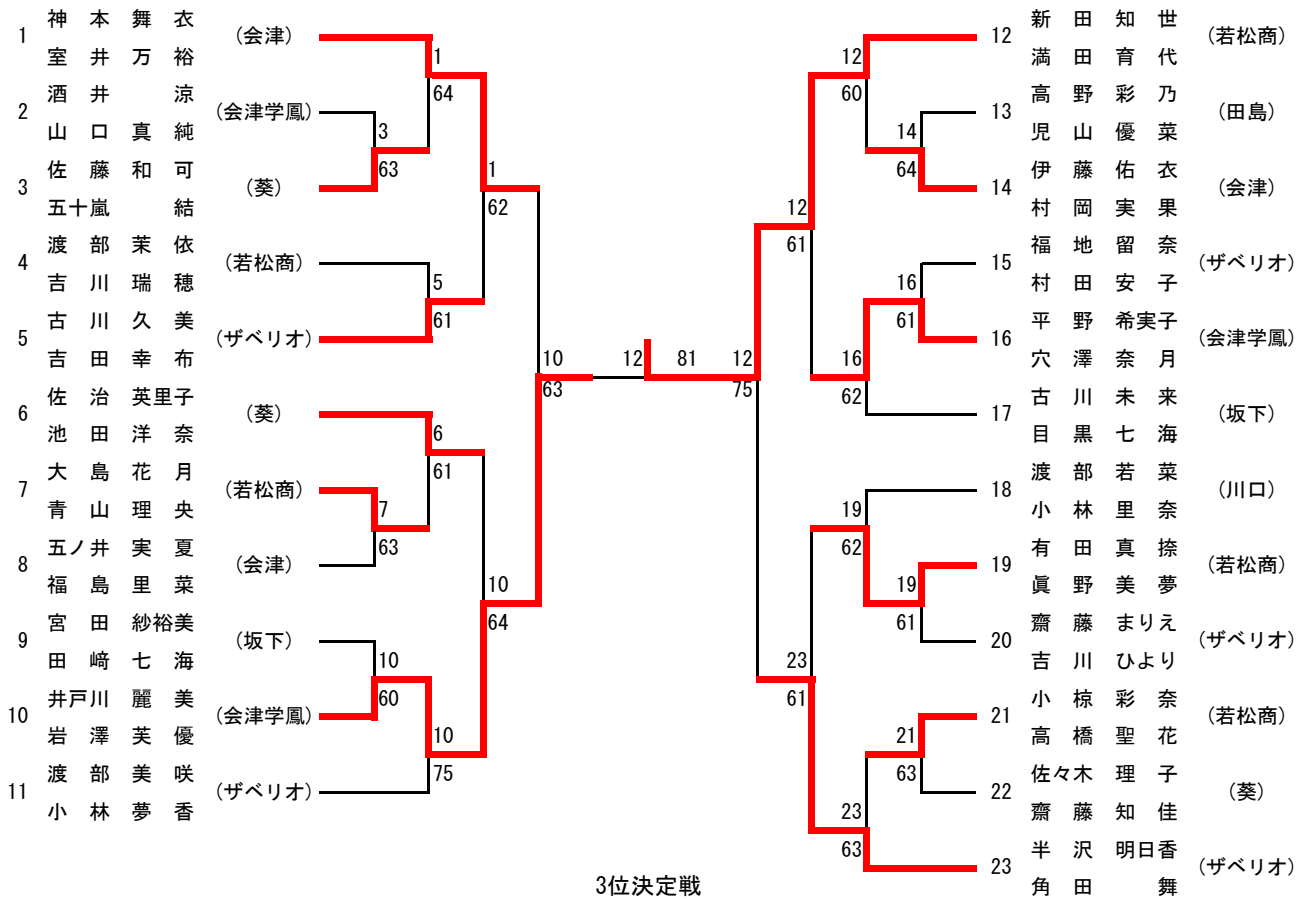 1 神本舞衣 (会津)
室井万裕
2 酒井涼 (会津学鳳)
山口真純
3 佐藤和可 (葵)
五十嵐結
4 渡部茉依 (若松商)
吉川瑞穂
5 古川久美 (ザベリオ)
吉田幸布
6 佐治英里子 (葵)
池田洋奈
7 大島花月 (若松商)
青山理央
8 五ノ井実夏 (会津)
福島里菜
9 宮田紗裕美 (坂下)
田﨑七海
10 井戸川麗美 (会津学鳳)
岩澤芙優
11 渡部美咲 (ザベリオ)
小林夢香
1
64
3
63
1
62
5
61
10
63
6
61
7
63
10
64
10
60
10
75
12 81 12
75
12
60
14
64
12
61
16
61
16
62
19
62
19
61
23
61
21
63
23
63
12 新田知世 (若松商)
満田育代
13 高野彩乃 (田島)
児山優菜
14 伊藤佑衣 (会津)
村岡実果
15 福地留奈 (ザベリオ)
村田安子
16 平野希実子 (会津学鳳)
穴澤奈月
17 古川未来 (坂下)
目黒七海
18 渡部若菜 (川口)
小林里奈
19 有田真捺 (若松商)
眞野美夢
20 齋藤まりえ (ザベリオ)
吉川ひより
21 小椋彩奈 (若松商)
高橋聖花
22 佐々木理子 (葵)
齋藤知佳
23 半沢明日香 (ザベリオ)
角田舞
3位決定戦